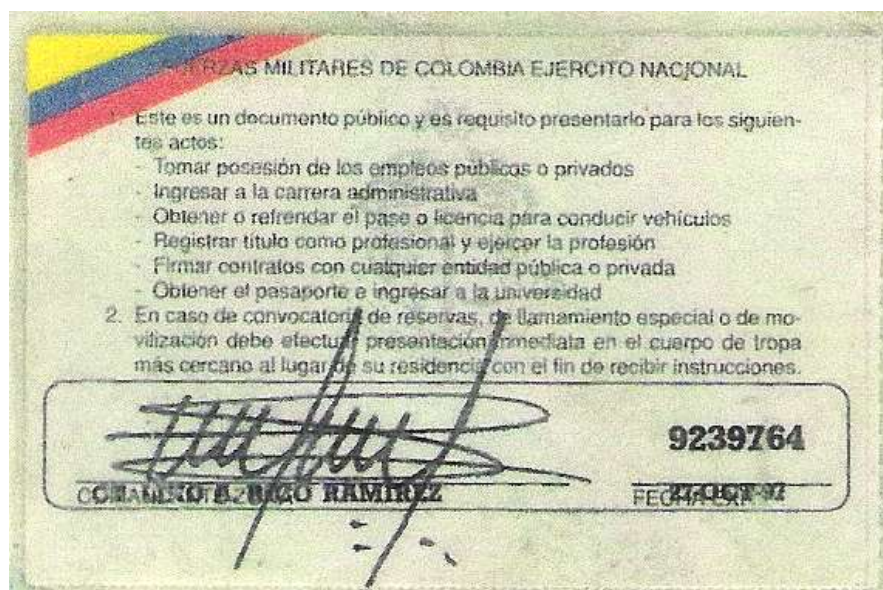 FUERZAS MILITARES DE COLOMBIA EJERCITO NACIONAL
1. Este es un documento público y es requisito presentarlo para los siguien-
tes actos:
- Tomar posesión de los empleos públicos o privados
- Ingresar a la carrera administrativa
- Obtener o refrendar el pase o licencia para conducir vehículos
- Registrar título como profesional y ejercer la profesión
- Firmar contratos con cualquier entidad pública o privada
- Obtener el pasaporte e ingresar a la universidad
2. En caso de convocatoria de reservas, de llamamiento especial o de mo-
vilización debe efectuar presentación inmediata en el cuerpo de tropa
más cercano al lugar de su residencia con el fin de recibir instrucciones.
9239764
RAMIREZ
27-OCT-97
FECHA EXP.